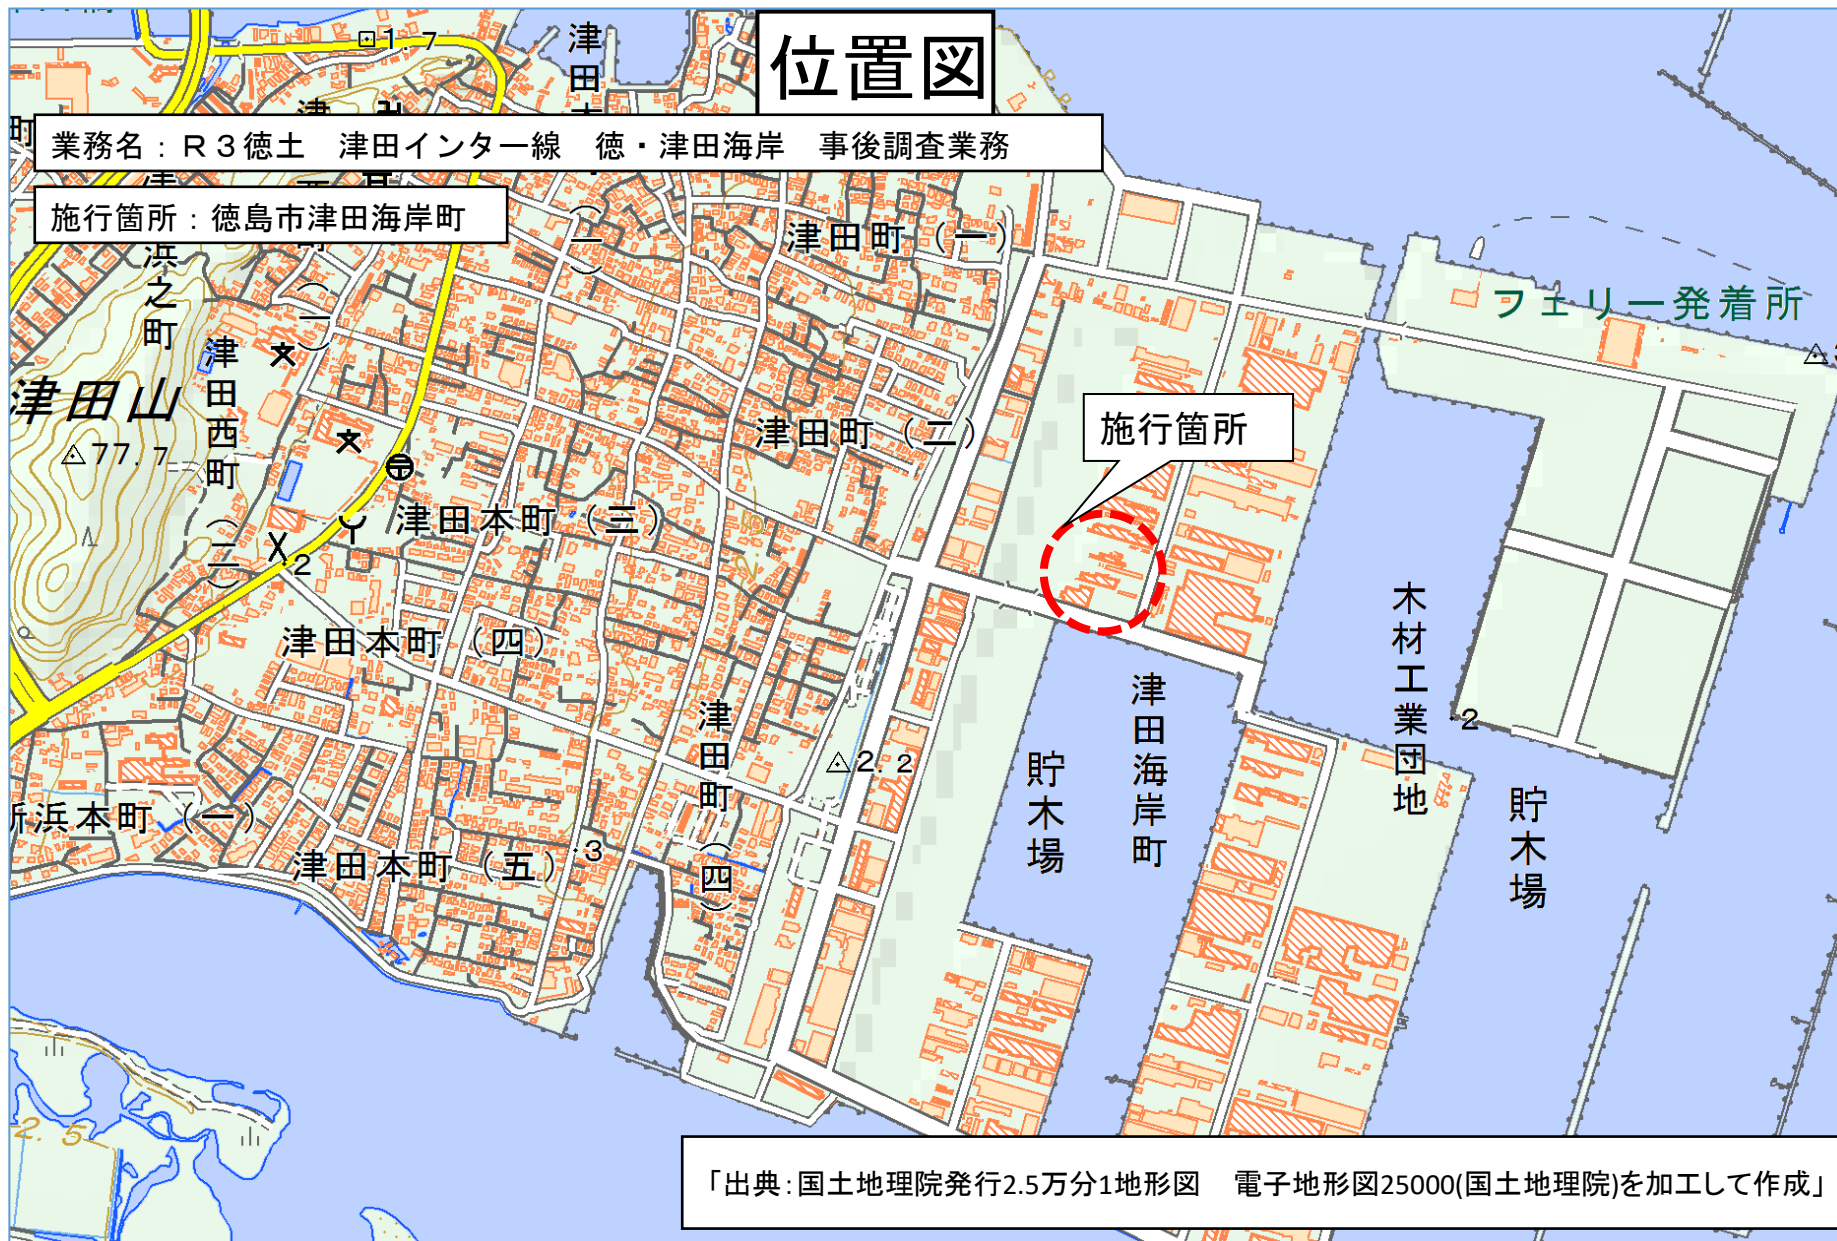 位置図
業務名：Ｒ３徳土　津田インター線　徳・津田海岸　事後調査業務
施行箇所：徳島市津田海岸町
1.7
津田町（一）
浜之町
フェリー発着所
津田山
77.7
津田西町（二）
津田町（二）
施行箇所
津田本町（三）
2
津田本町（四）
木材工業団地
2
津田海岸町
津田町（四）
2.2
貯木場
貯木場
浜本町（一）
津田本町（五）
3
2.5
「出典：国土地理院発行2.5万分1地形図　電子地形図25000(国土地理院)を加工して作成」